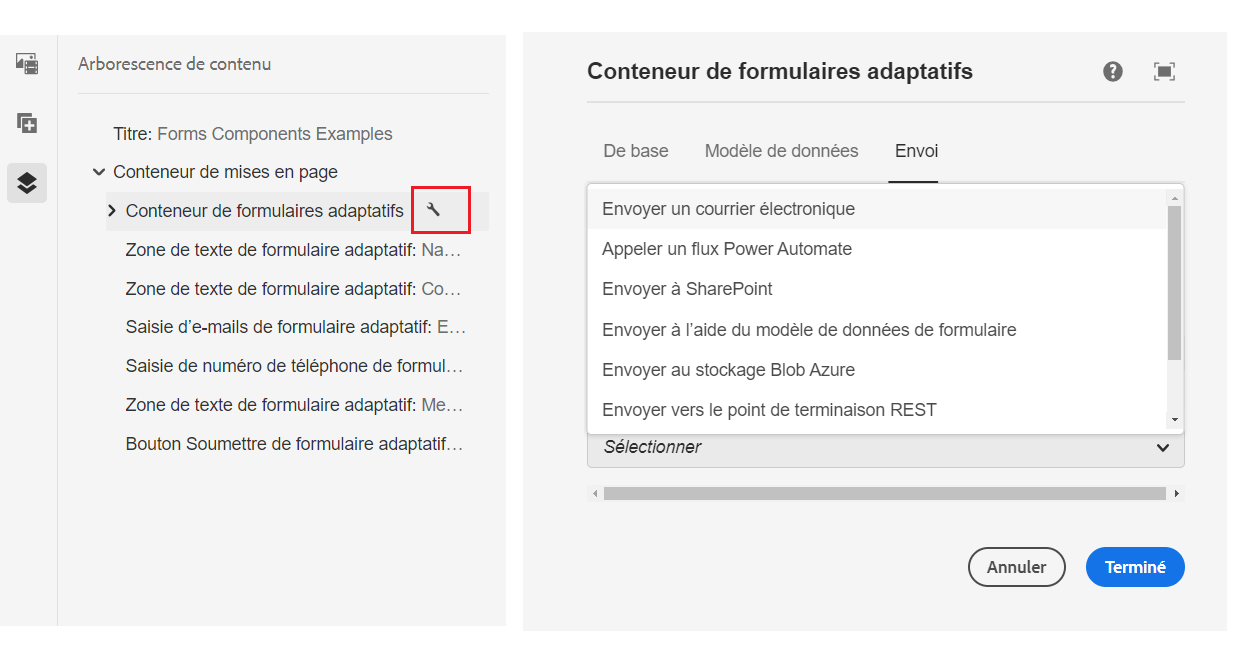 Arborescence de contenu
Titre: Forms Components Examples
Conteneur de mises en page
Conteneur de formulaires adaptatifs
Zone de texte de formulaire adaptatif: Na...
Zone de texte de formulaire adaptatif: Co...
Saisie d’e-mails de formulaire adaptatif: E...
Saisie de numéro de téléphone de formul...
Zone de texte de formulaire adaptatif: Me...
Bouton Soumettre de formulaire adaptatif...
Conteneur de formulaires adaptatifs
De base Modèle de données Envoi
Envoyer un courrier électronique
Appeler un flux Power Automate
Envoyer à SharePoint
Envoyer à l’aide du modèle de données de formulaire
Envoyer au stockage Blob Azure
Envoyer vers le point de terminaison REST
Sélectionner
Annuler Terminé